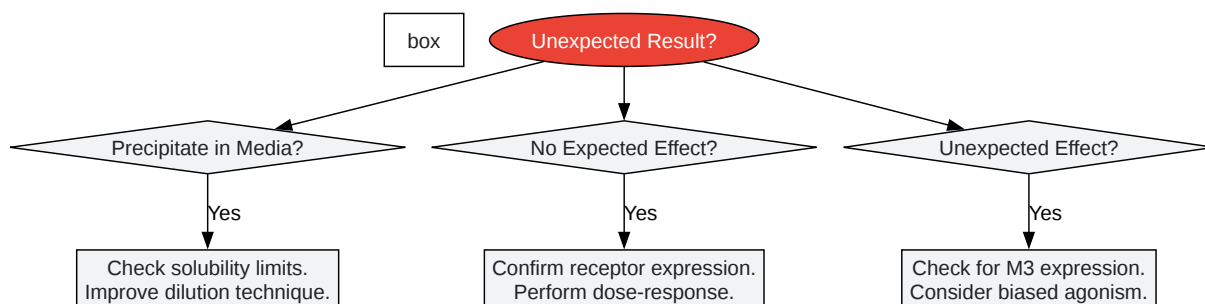 box
Unexpected Result?
Precipitate in Media?
No Expected Effect?
Unexpected Effect?
Yes
Yes
Yes
Check solubility limits.
Improve dilution technique.
Confirm receptor expression.
Perform dose-response.
Check for M3 expression.
Consider biased agonism.